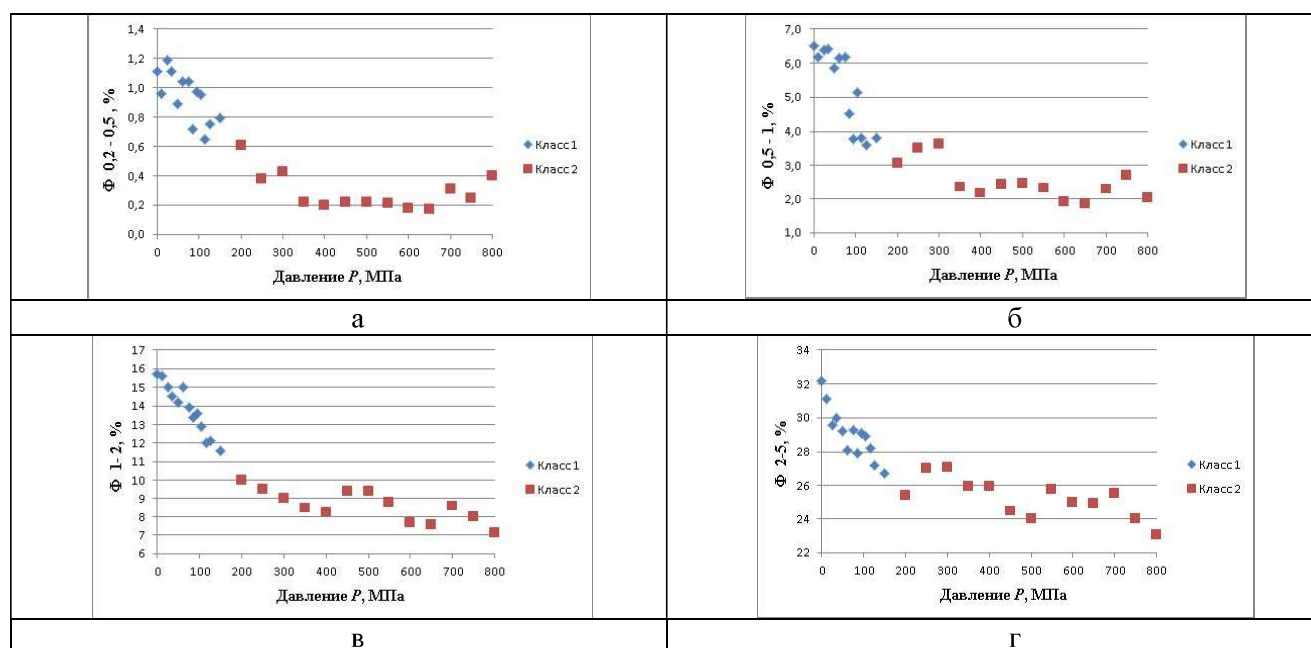 1,4
1,2
1,0
0,8
0,6
0,4
0,2
0,0
Ф 0,2 - 0,5 , %
0 100 200 300 400 500 600 700 800
Давление P, МПа
Класс 1
Класс 2
7,0
6,0
5,0
4,0
3,0
2,0
1,0
Ф 0,5 - 1, %
0 100 200 300 400 500 600 700 800
Давление P, МПа
Класс 1
Класс 2
а
б
17
16
15
14
13
12
11
10
9
8
7
6
Ф 1- 2, %
0 100 200 300 400 500 600 700 800
Давление P, МПа
Класс 1
Класс 2
34
32
30
28
26
24
22
Ф 2-5, %
0 100 200 300 400 500 600 700 800
Давление P, МПа
Класс 1
Класс 2
в
г